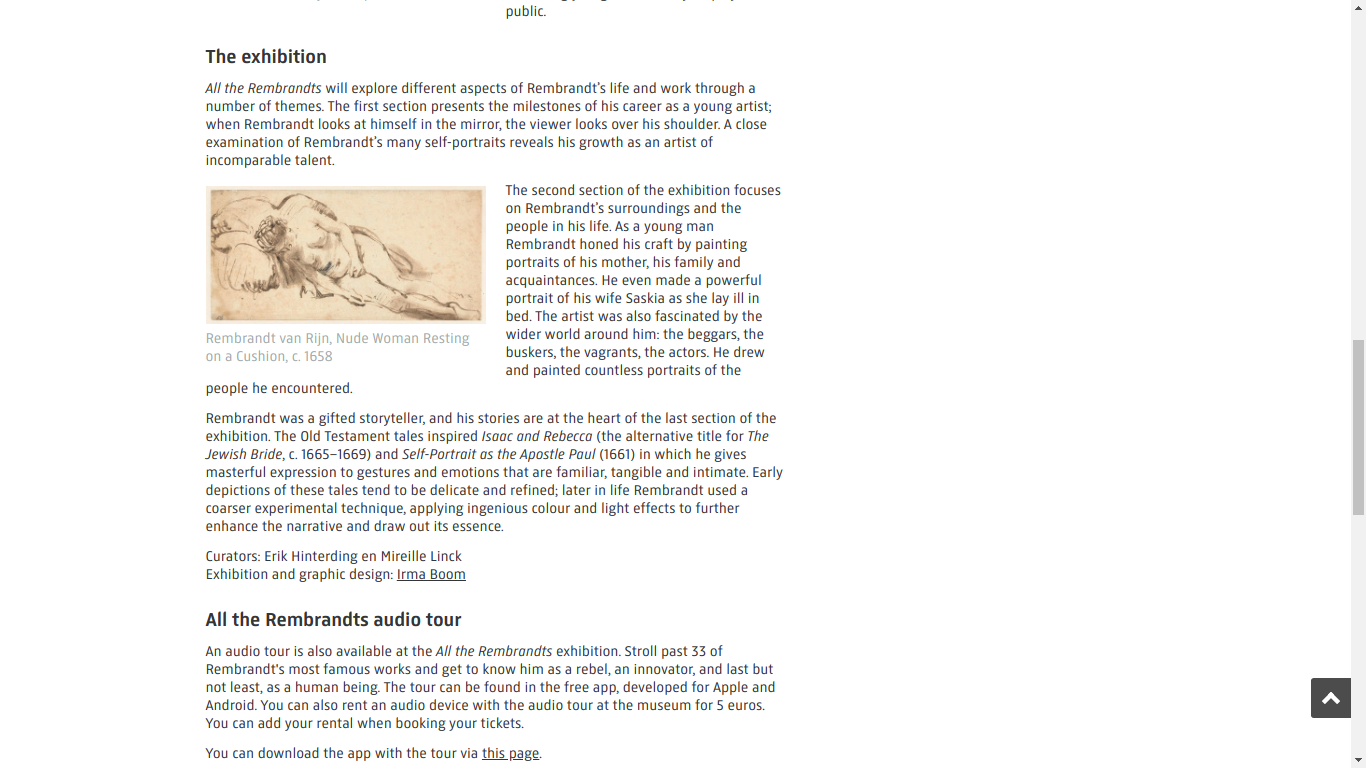 public.
The exhibition
All the Rembrandts will explore different aspects of Rembrandt's life and work through a
number of themes. The first section presents the milestones of his career as a young artist;
when Rembrandt looks at himself in the mirror, the viewer looks over his shoulder. A close
examination of Rembrandt's many self-portraits reveals his growth as an artist of
incomparable talent.
The second section of the exhibition focuses
on Rembrandt's surroundings and the
people in his life. As a young man
Rembrandt honed his craft by painting
portraits of his mother, his family and
acquaintances. He even made a powerful
portrait of his wife Saskia as she lay ill in
bed. The artist was also fascinated by the
wider world around him: the beggars, the
buskers, the vagrants, the actors. He drew
and painted countless portraits of the
people he encountered.
Rembrandt van Rijn, Nude Woman Resting
on a Cushion, c. 1658
Rembrandt was a gifted storyteller, and his stories are at the heart of the last section of the
exhibition. The Old Testament tales inspired Isaac and Rebecca (the alternative title for The
Jewish Bride, c. 1665–1669) and Self-Portrait as the Apostle Paul (1661) in which he gives
masterful expression to gestures and emotions that are familiar, tangible and intimate. Early
depictions of these tales tend to be delicate and refined; later in life Rembrandt used a
coarser experimental technique, applying ingenious colour and light effects to further
enhance the narrative and draw out its essence.
Curators: Erik Hinterding en Mireille Linck
Exhibition and graphic design: Irma Boom
All the Rembrandts audio tour
An audio tour is also available at the All the Rembrandts exhibition. Stroll past 33 of
Rembrandt's most famous works and get to know him as a rebel, an innovator, and last but
not least, as a human being. The tour can be found in the free app, developed for Apple and
Android. You can also rent an audio device with the audio tour at the museum for 5 euros.
You can add your rental when booking your tickets.
You can download the app with the tour via this page.